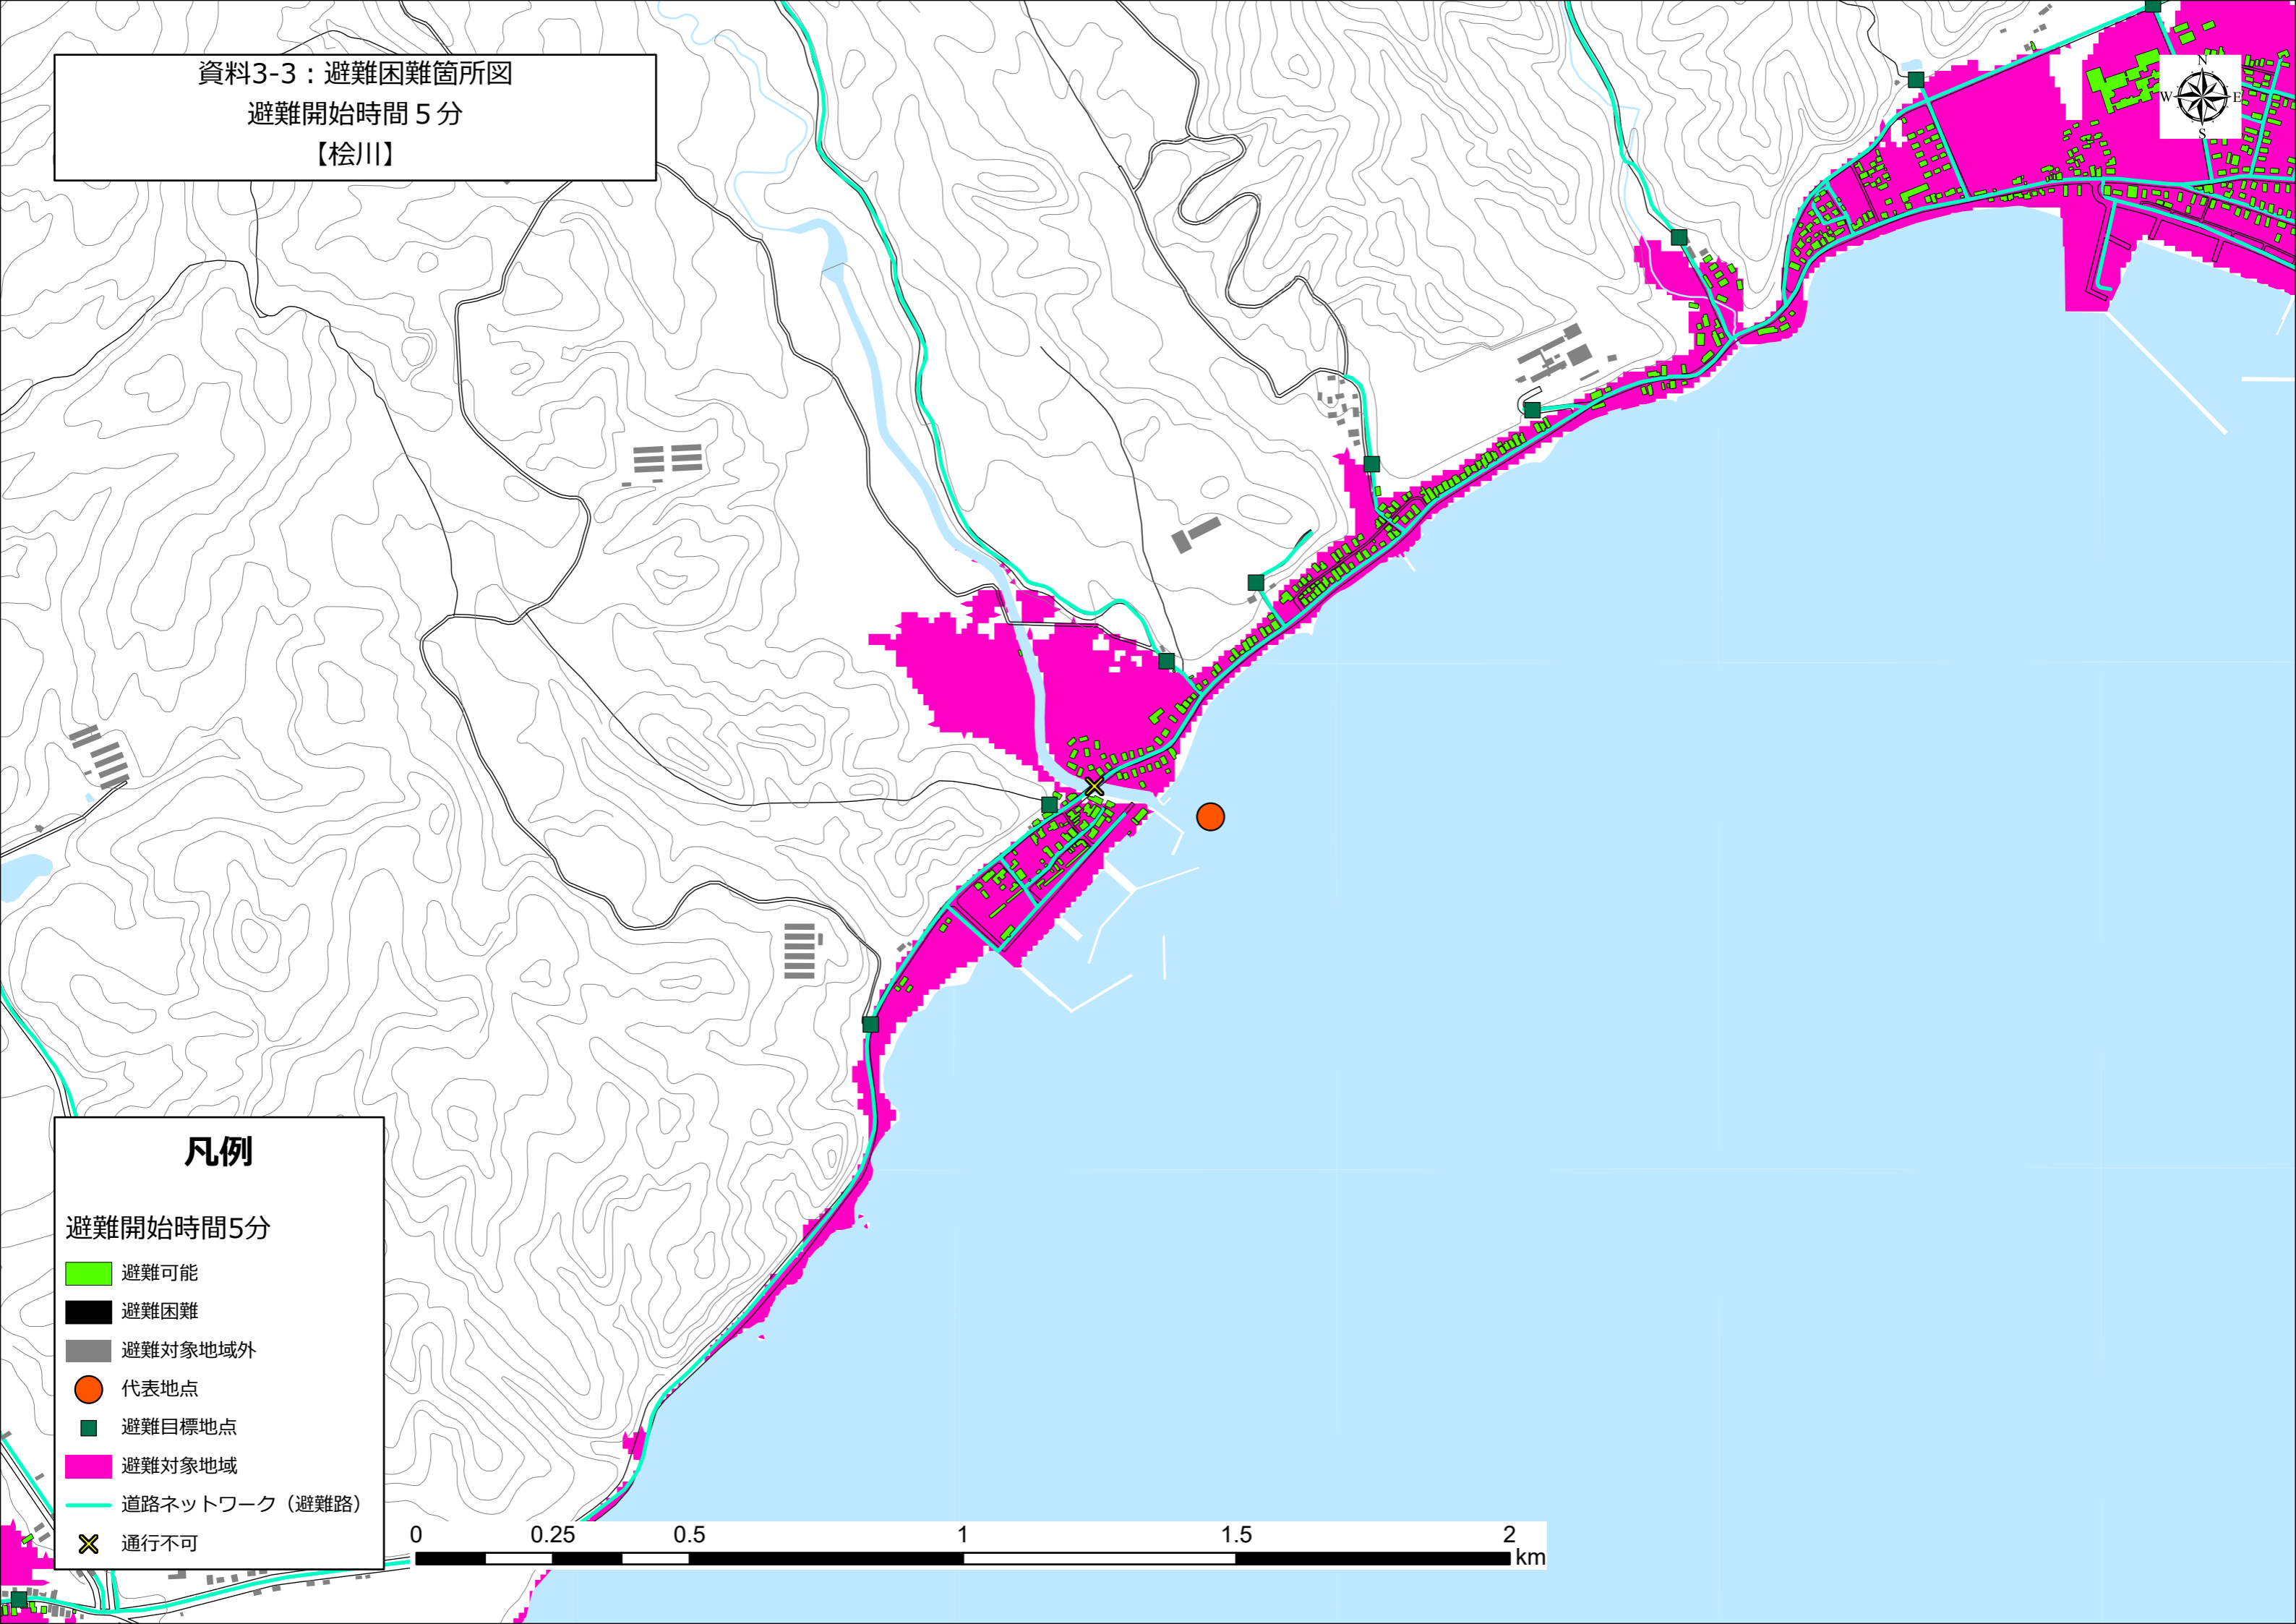 資料3-3：避難困難箇所図
避難開始時間５分
【桧川】
N
W E
S
凡例
避難開始時間5分
避難可能
避難困難
避難対象地域外
代表地点
避難目標地点
避難対象地域
道路ネットワーク（避難路）
通行不可
0 0.25 0.5 1 1.5 2
km